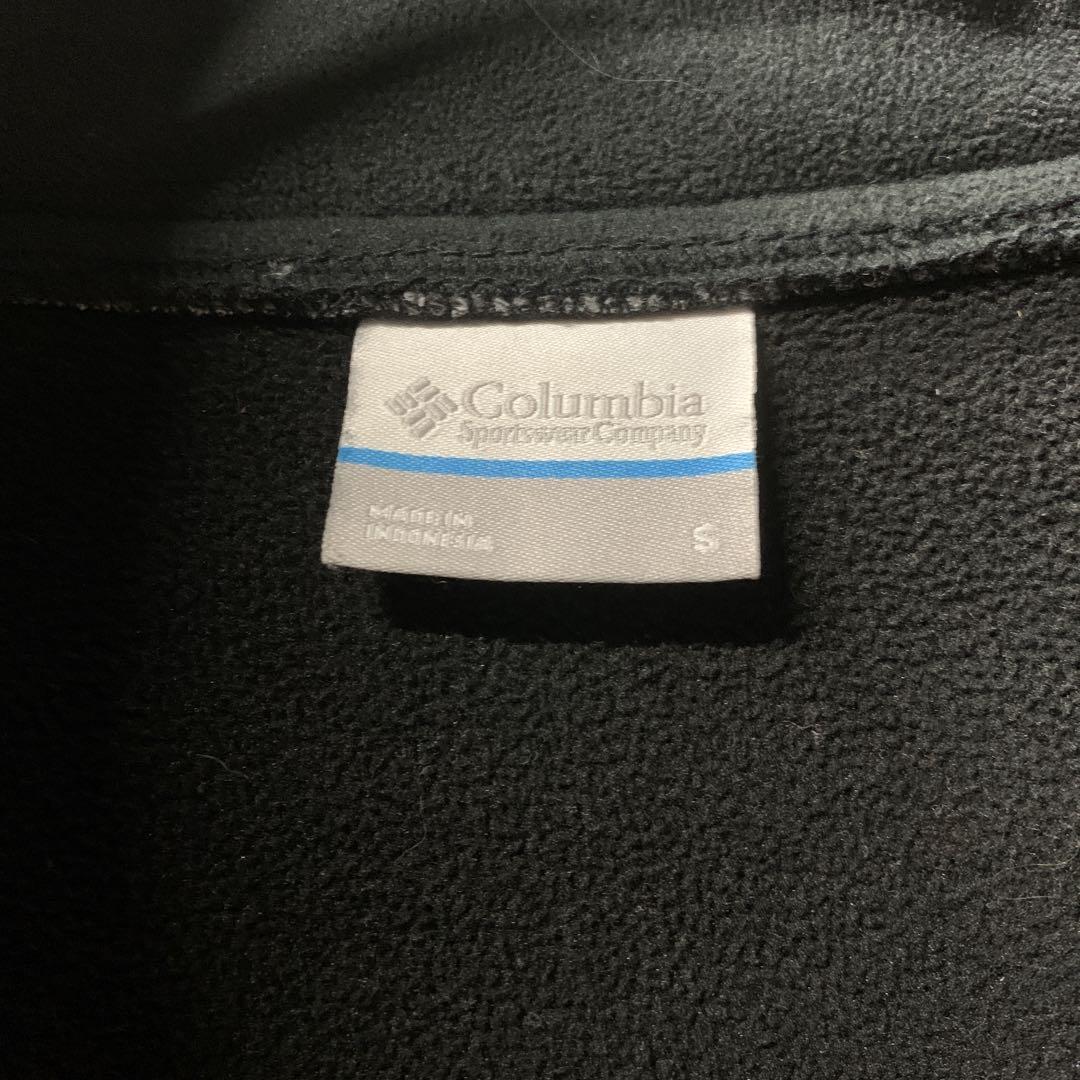 Columbia
Sportswear Company
MADE IN
INDONESIA
S